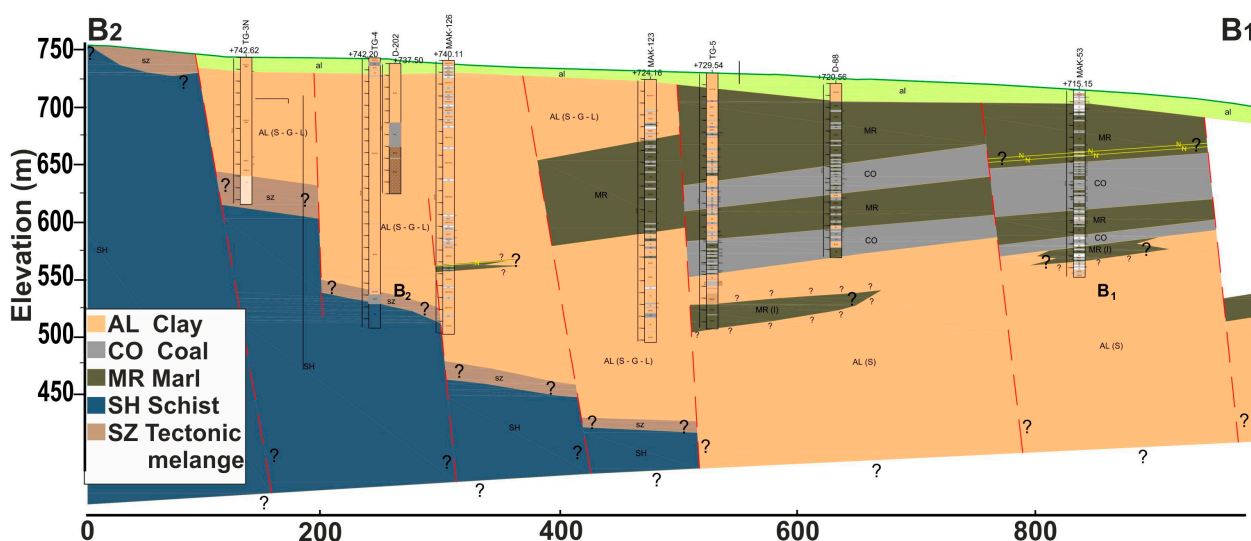 B2
B1
TG-3N
+742.62
TG-4
+742.20
D-202
+737.50
MAK-126
+740.11
MAK-123
+724.16
TG-5
+729.54
D-88
+720.56
MAK-53
+715.15
Elevation (m)
750
700
650
600
550
500
450
?
sz
?
al
al
al
al
AL (S - G - L)
AL (S - G - L)
MR
MR
N N
N N
?
?
CO
CO
? sz ?
MR
MR
MR
SH
AL (S - G - L)
CO
CO
MR (I)
? ?
? N ?
?
B2
B1
? sz ?
MR (I)
? ? ? ? ?
? ? ? ? ?
AL Clay
CO Coal
MR Marl
SH Schist
SZ Tectonic
melange
SH
? sz ?
AL (S - G - L)
AL (S)
AL (S)
? sz ?
SH
SH
? ? ? ? ? ?
? ? ? ? ?
0
200
400
600
800